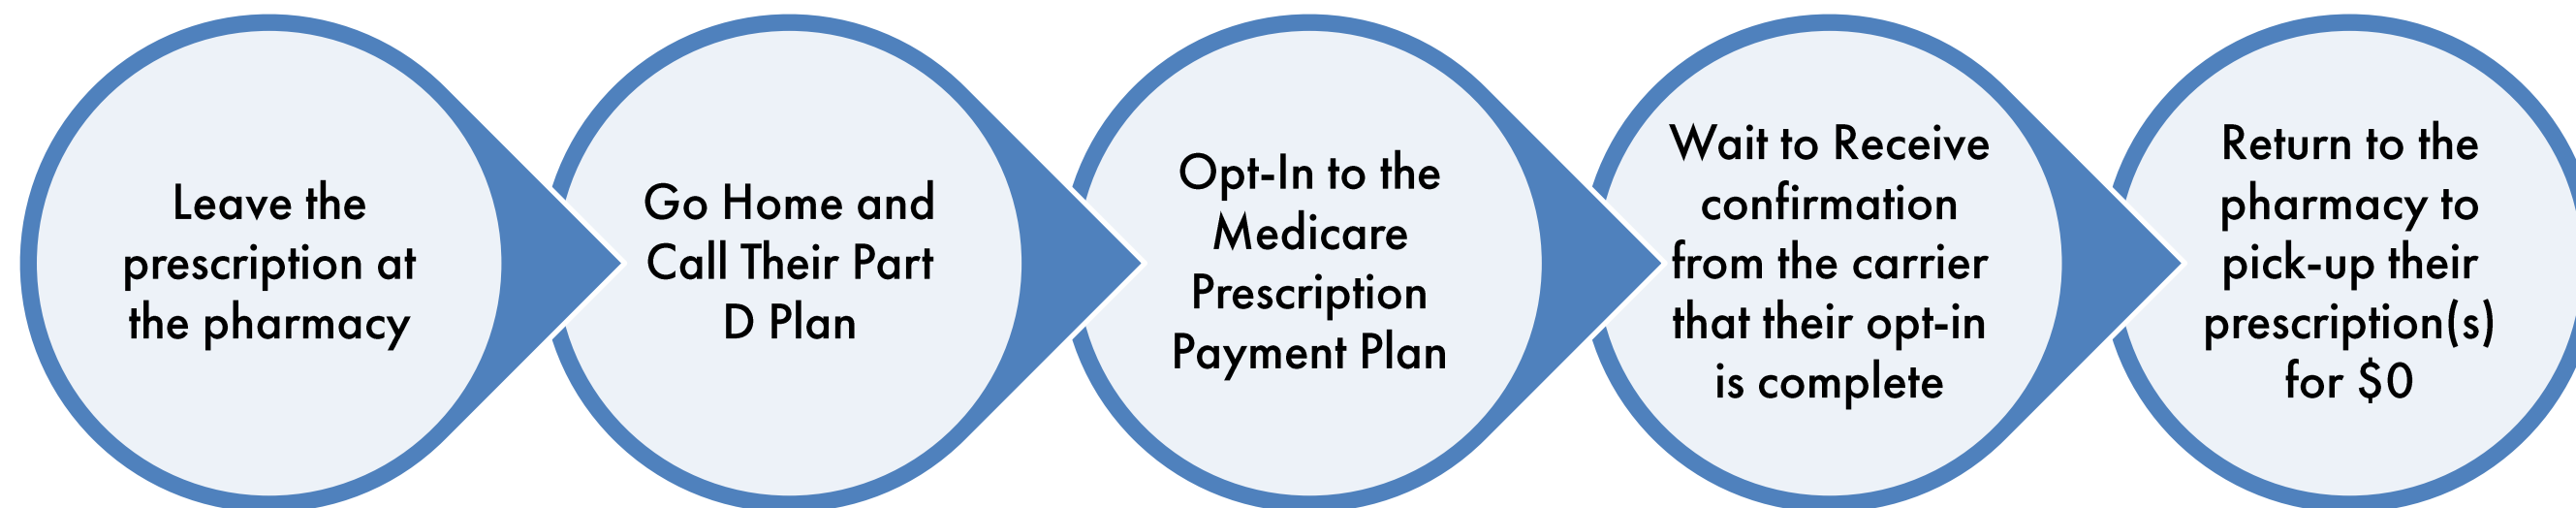 Leave the
prescription at
the pharmacy
Go Home and
Call Their Part
D Plan
Opt-In to the
Medicare
Prescription
Payment Plan
Wait to Receive
confirmation
from the carrier
that their opt-in
is complete
Return to the
pharmacy to
pick-up their
prescription(s)
for $0